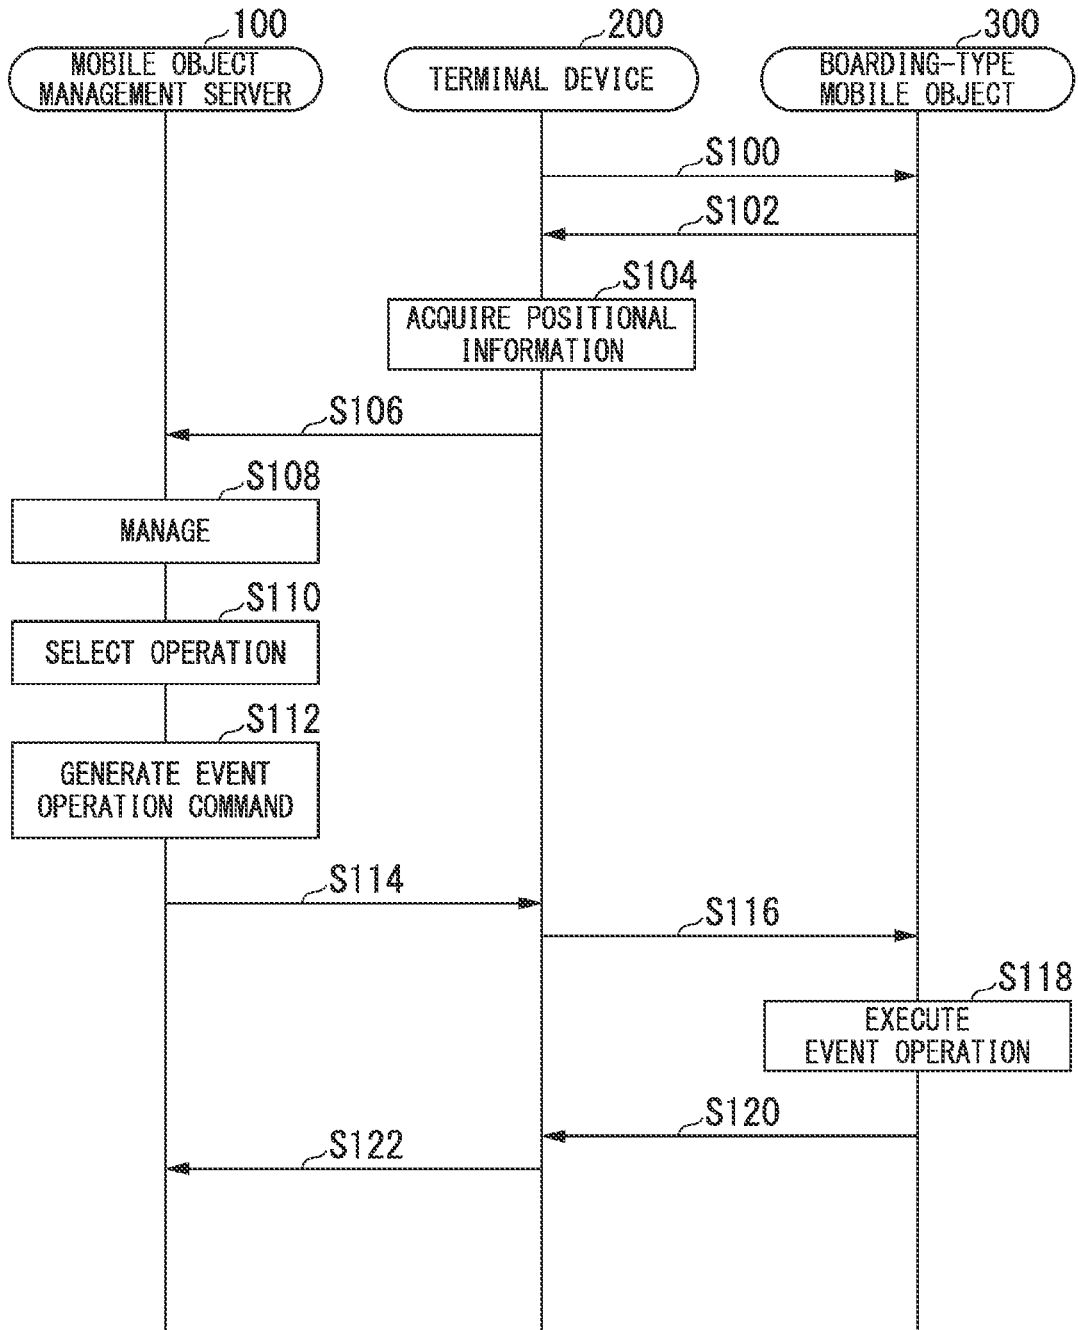 100
MOBILE OBJECT
MANAGEMENT SERVER
200
TERMINAL DEVICE
300
BOARDING-TYPE
MOBILE OBJECT
S100
S102
S104
ACQUIRE POSITIONAL
INFORMATION
S106
S108
MANAGE
S110
SELECT OPERATION
S112
GENERATE EVENT
OPERATION COMMAND
S114
S116
S118
EXECUTE
EVENT OPERATION
S120
S122